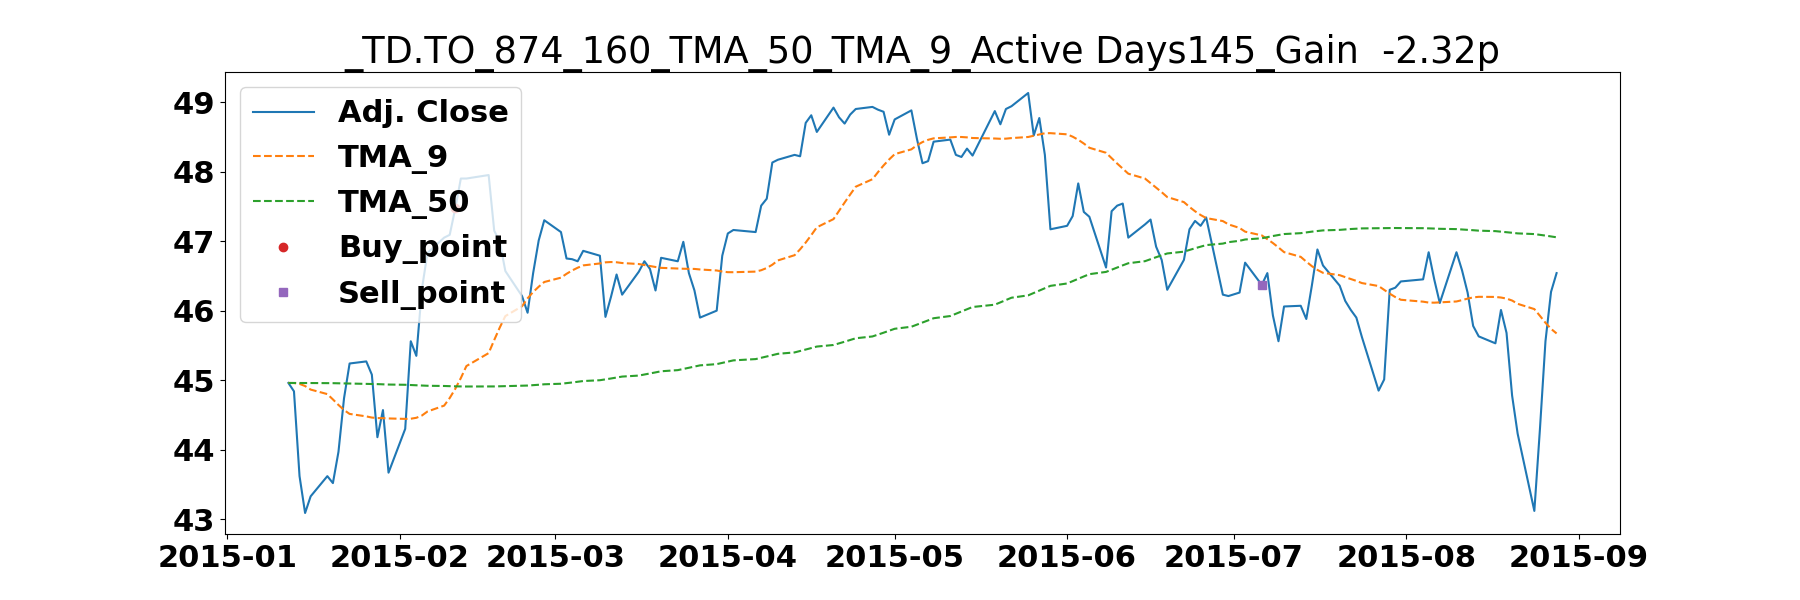 _TD.TO_874_160_TMA_50_TMA_9_Active Days145_Gain  -2.32p
49
48
47
46
45
44
43
Adj. Close
TMA_9
TMA_50
Buy_point
Sell_point
2015-01 2015-02 2015-03 2015-04 2015-05 2015-06 2015-07 2015-08 2015-09